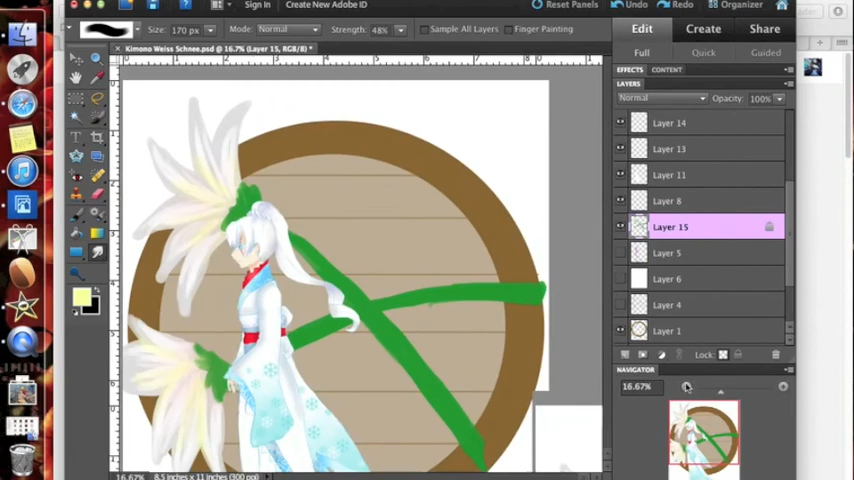 Sign In
Create New Adobe ID
Reset Panels
Undo
Redo
Organizer
Size: 170 px
Mode: Normal
Strength: 48%
Sample All Layers
Finger Painting
Edit
Create
Share
Kimono Weiss Schnee.psd @ 16.7% (Layer 15, RGB/8) *
Full
Quick
Guided
EFFECTS
CONTENT
LAYERS
Normal
Opacity: 100%
Layer 14
Layer 13
Layer 11
Layer 8
Layer 15
Layer 5
Layer 6
Layer 4
Layer 1
Lock:
NAVIGATOR
16.67%
16.67%
8.5 inches x 11 inches (300 ppi)